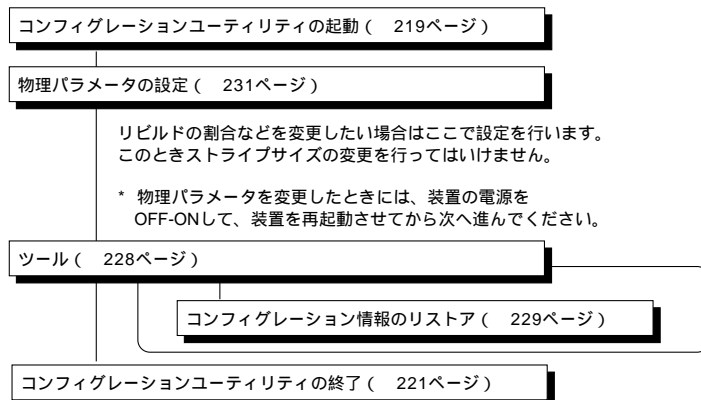 コンフィグレーションユーティリティの起動（　219ページ）
物理パラメータの設定（　231ページ）
リビルドの割合などを変更したい場合はここで設定を行います。
このときストライプサイズの変更を行ってはいけません。
* 物理パラメータを変更したときには、装置の電源を
OFF-ONして、装置を再起動させてから次へ進んでください。
ツール（　228ページ）
コンフィグレーション情報のリストア（　229ページ）
コンフィグレーションユーティリティの終了（　221ページ）